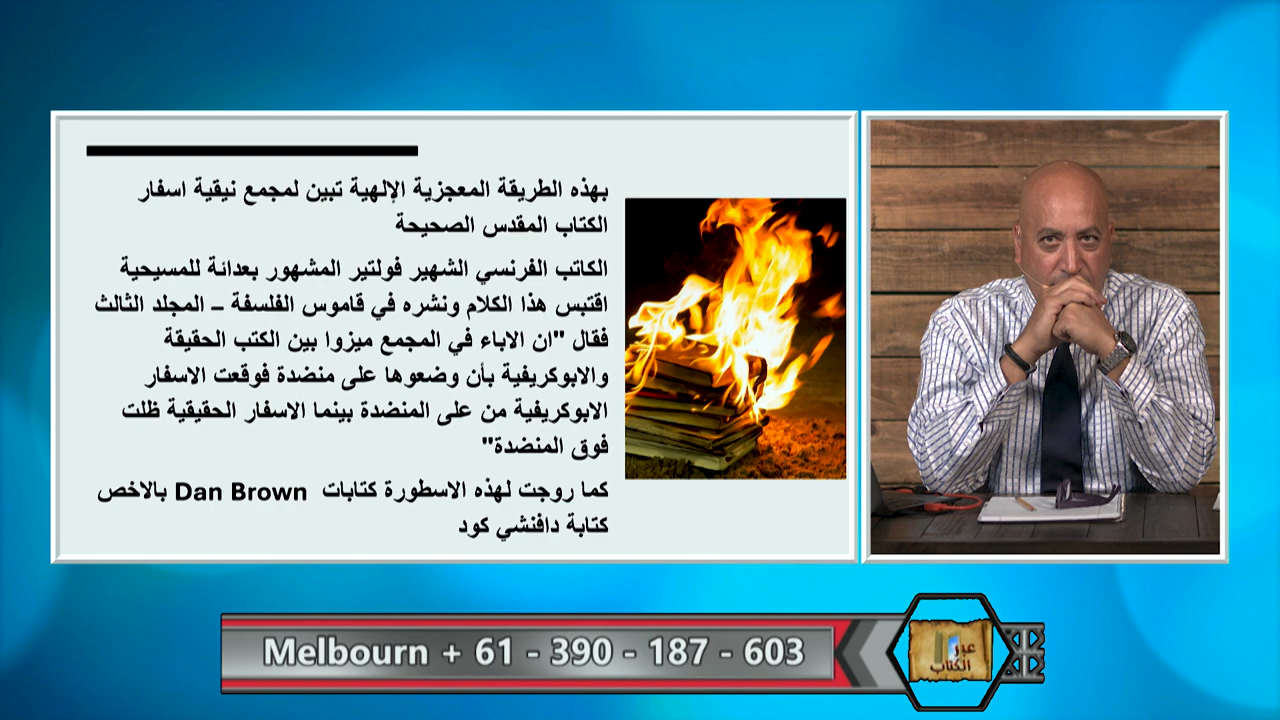 بهذه الطريقة المعجزية الإلهية تبين لمجمع نيقية اسفار
الكتاب المقدس الصحيحة
الكاتب الفرنسي الشهير فولتير المشهور بعدائة للمسيحية
اقتبس هذا الكلام ونشره في قاموس الفلسفة – المجلد الثالث
فقال "ان الاباء في المجمع ميزوا بين الكتب الحقيقة
والابوكريفية بأن وضعوها على منضدة فوقعت الاسفار
الابوكريفية من على المنضدة بينما الاسفار الحقيقية ظلت
فوق المنضدة"
كما روجت لهذه الاسطورة كتابات Dan Brown بالاخص
كتابة دافنشي كود
Melbourn + 61 - 390 - 187 - 603
عبر
الكتاب